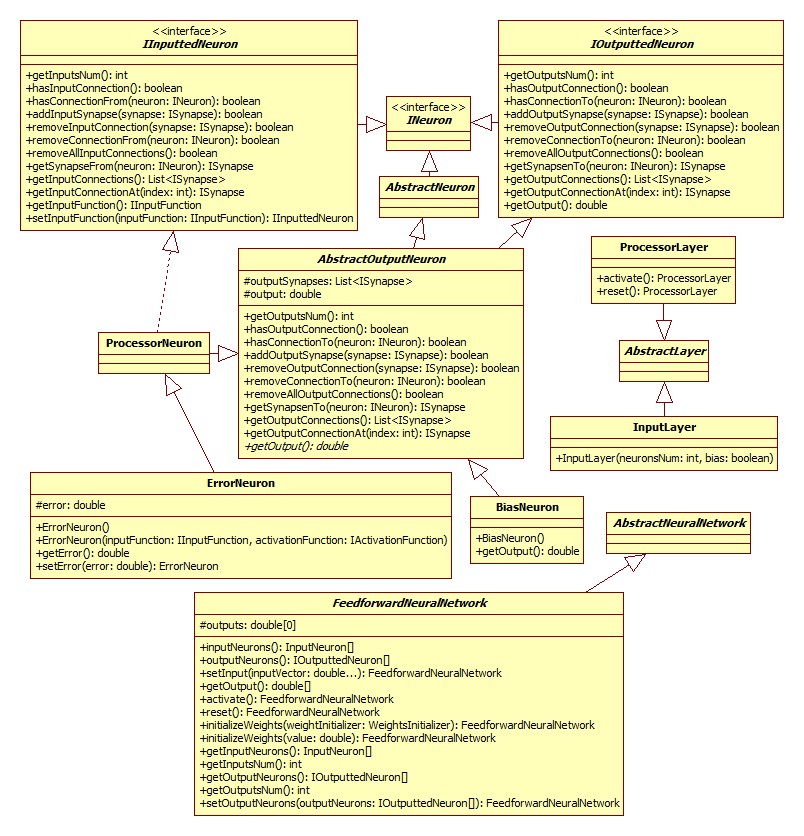 <<interface>>
IInputtedNeuron
+getInputsNum(): int
+hasInputConnection(): boolean
+hasConnectionFrom(neuron: INeuron): boolean
+addInputSynapse(synapse: ISynapse): boolean
+removeInputConnection(synapse: ISynapse): boolean
+removeConnectionFrom(neuron: INeuron): boolean
+removeAllInputConnections(): boolean
+getSynapseFrom(neuron: INeuron): ISynapse
+getInputConnections(): List<ISynapse>
+getInputConnectionAt(index: int): ISynapse
+getInputFunction(): IInputFunction
+setInputFunction(inputFunction: IInputFunction): IInputtedNeuron
<<interface>>
INeuron
<<interface>>
IOutputtedNeuron
+getOutputsNum(): int
+hasOutputConnection(): boolean
+hasConnectionTo(neuron: INeuron): boolean
+addOutputSynapse(synapse: ISynapse): boolean
+removeOutputConnection(synapse: ISynapse): boolean
+removeConnectionTo(neuron: INeuron): boolean
+removeAllOutputConnections(): boolean
+getSynapsenTo(neuron: INeuron): ISynapse
+getOutputConnections(): List<ISynapse>
+getOutputConnectionAt(index: int): ISynapse
+getOutput(): double
AbstractNeuron
AbstractOutputNeuron
#outputSynapses: List<ISynapse>
#output: double
+getOutputsNum(): int
+hasOutputConnection(): boolean
+hasConnectionTo(neuron: INeuron): boolean
+addOutputSynapse(synapse: ISynapse): boolean
+removeOutputConnection(synapse: ISynapse): boolean
+removeConnectionTo(neuron: INeuron): boolean
+removeAllOutputConnections(): boolean
+getSynapsenTo(neuron: INeuron): ISynapse
+getOutputConnections(): List<ISynapse>
+getOutputConnectionAt(index: int): ISynapse
+getOutput(): double
ProcessorLayer
+activate(): ProcessorLayer
+reset(): ProcessorLayer
ProcessorNeuron
AbstractLayer
InputLayer
+InputLayer(neuronsNum: int, bias: boolean)
ErrorNeuron
#error: double
+ErrorNeuron()
+ErrorNeuron(inputFunction: IInputFunction, activationFunction: IActivationFunction)
+getError(): double
+setError(error: double): ErrorNeuron
BiasNeuron
+BiasNeuron()
+getOutput(): double
AbstractNeuralNetwork
FeedforwardNeuralNetwork
#outputs: double[0]
+inputNeurons(): InputNeuron[]
+outputNeurons(): IOutputtedNeuron[]
+setInput(inputVector: double...): FeedforwardNeuralNetwork
+getOutput(): double[]
+activate(): FeedforwardNeuralNetwork
+reset(): FeedforwardNeuralNetwork
+initializeWeights(weightInitializer: WeightsInitializer): FeedforwardNeuralNetwork
+initializeWeights(value: double): FeedforwardNeuralNetwork
+getInputNeurons(): InputNeuron[]
+getInputsNum(): int
+getOutputNeurons(): IOutputtedNeuron[]
+getOutputsNum(): int
+setOutputNeurons(outputNeurons: IOutputtedNeuron[]): FeedforwardNeuralNetwork